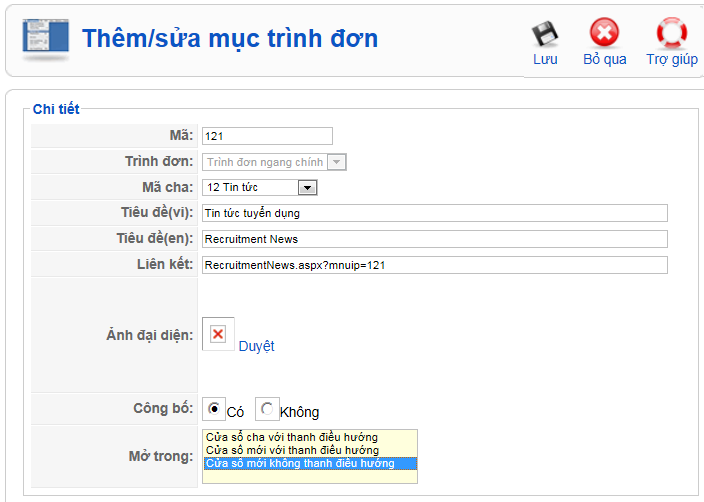 Thêm/sửa mục trình đơn
Lưu Bỏ qua Trợ giúp
Chi tiết
Mã: 121
Trình đơn: Trình đơn ngang chính
Mã cha: 12 Tin tức
Tiêu đề(vi): Tin tức tuyển dụng
Tiêu đề(en): Recruitment News
Liên kết: RecruitmentNews.aspx?mnuip=121
Ảnh đại diện: Duyệt
Công bố: Có Không
Mở trong:
Cửa sổ cha với thanh điều hướng
Cửa sổ mới với thanh điều hướng
Cửa sổ mới không thanh điều hướng